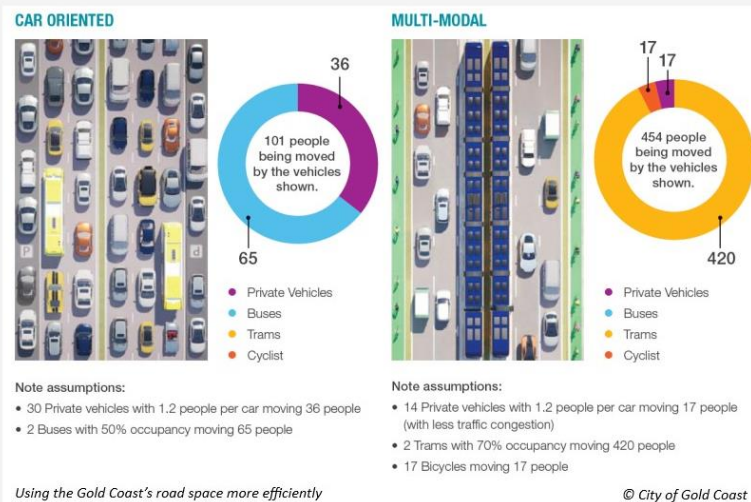 CAR ORIENTED
36
101 people
being moved
by the vehicles
shown.
65
P
P
Private Vehicles
Buses
Trams
Cyclist
Note assumptions:
• 30 Private vehicles with 1.2 people per car moving 36 people
• 2 Buses with 50% occupancy moving 65 people
Using the Gold Coast's road space more efficiently
MULTI-MODAL
17
17
454 people
being moved
by the vehicles
shown.
420
Private Vehicles
Buses
Trams
Cyclist
Note assumptions:
• 14 Private vehicles with 1.2 people per car moving 17 people
(with less traffic congestion)
• 2 Trams with 70% occupancy moving 420 people
• 17 Bicycles moving 17 people
© City of Gold Coast